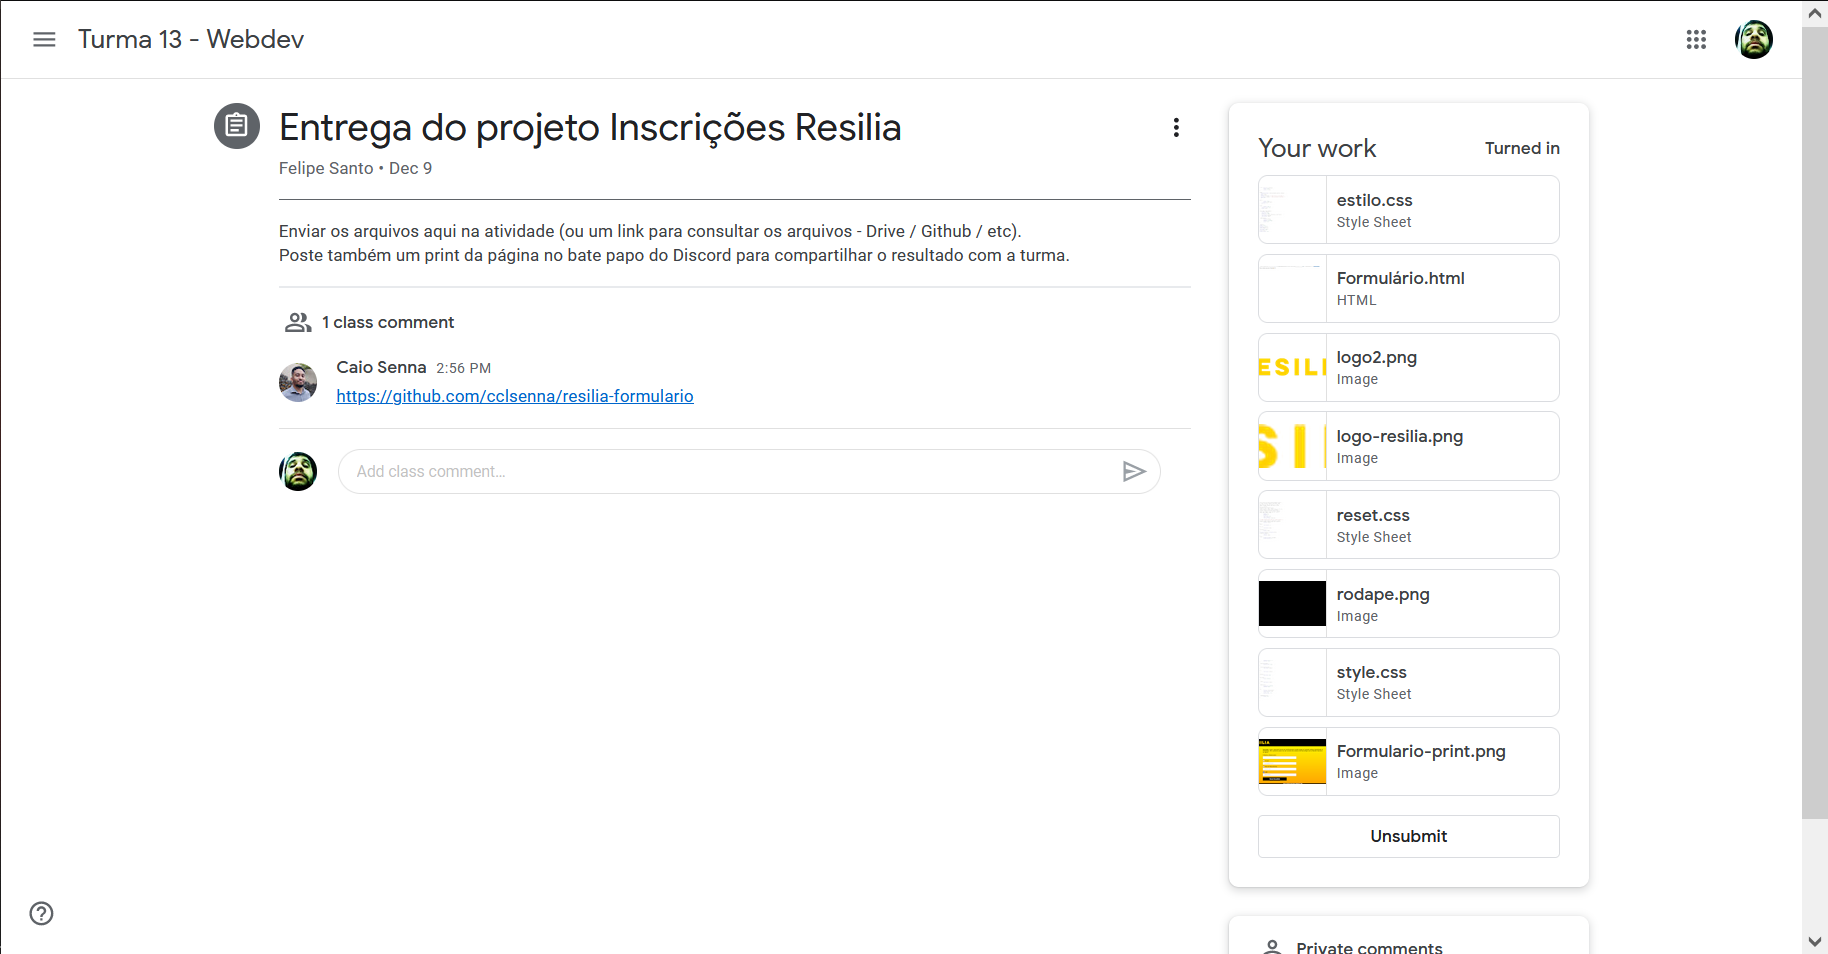 Turma 13 - Webdev
Entrega do projeto Inscrições Resilia
Felipe Santo • Dec 9
Enviar os arquivos aqui na atividade (ou um link para consultar os arquivos - Drive / Github / etc).
Poste também um print da página no bate papo do Discord para compartilhar o resultado com a turma.
1 class comment
Caio Senna 2:56 PM
https://github.com/cclsenna/resilia-formulario
Add class comment...
Your work Turned in
estilo.css
Style Sheet
Formulário.html
HTML
ESILI
logo2.png
Image
SI
logo-resilia.png
Image
reset.css
Style Sheet
rodape.png
Image
style.css
Style Sheet
Formulario-print.png
Image
Unsubmit
Private comments